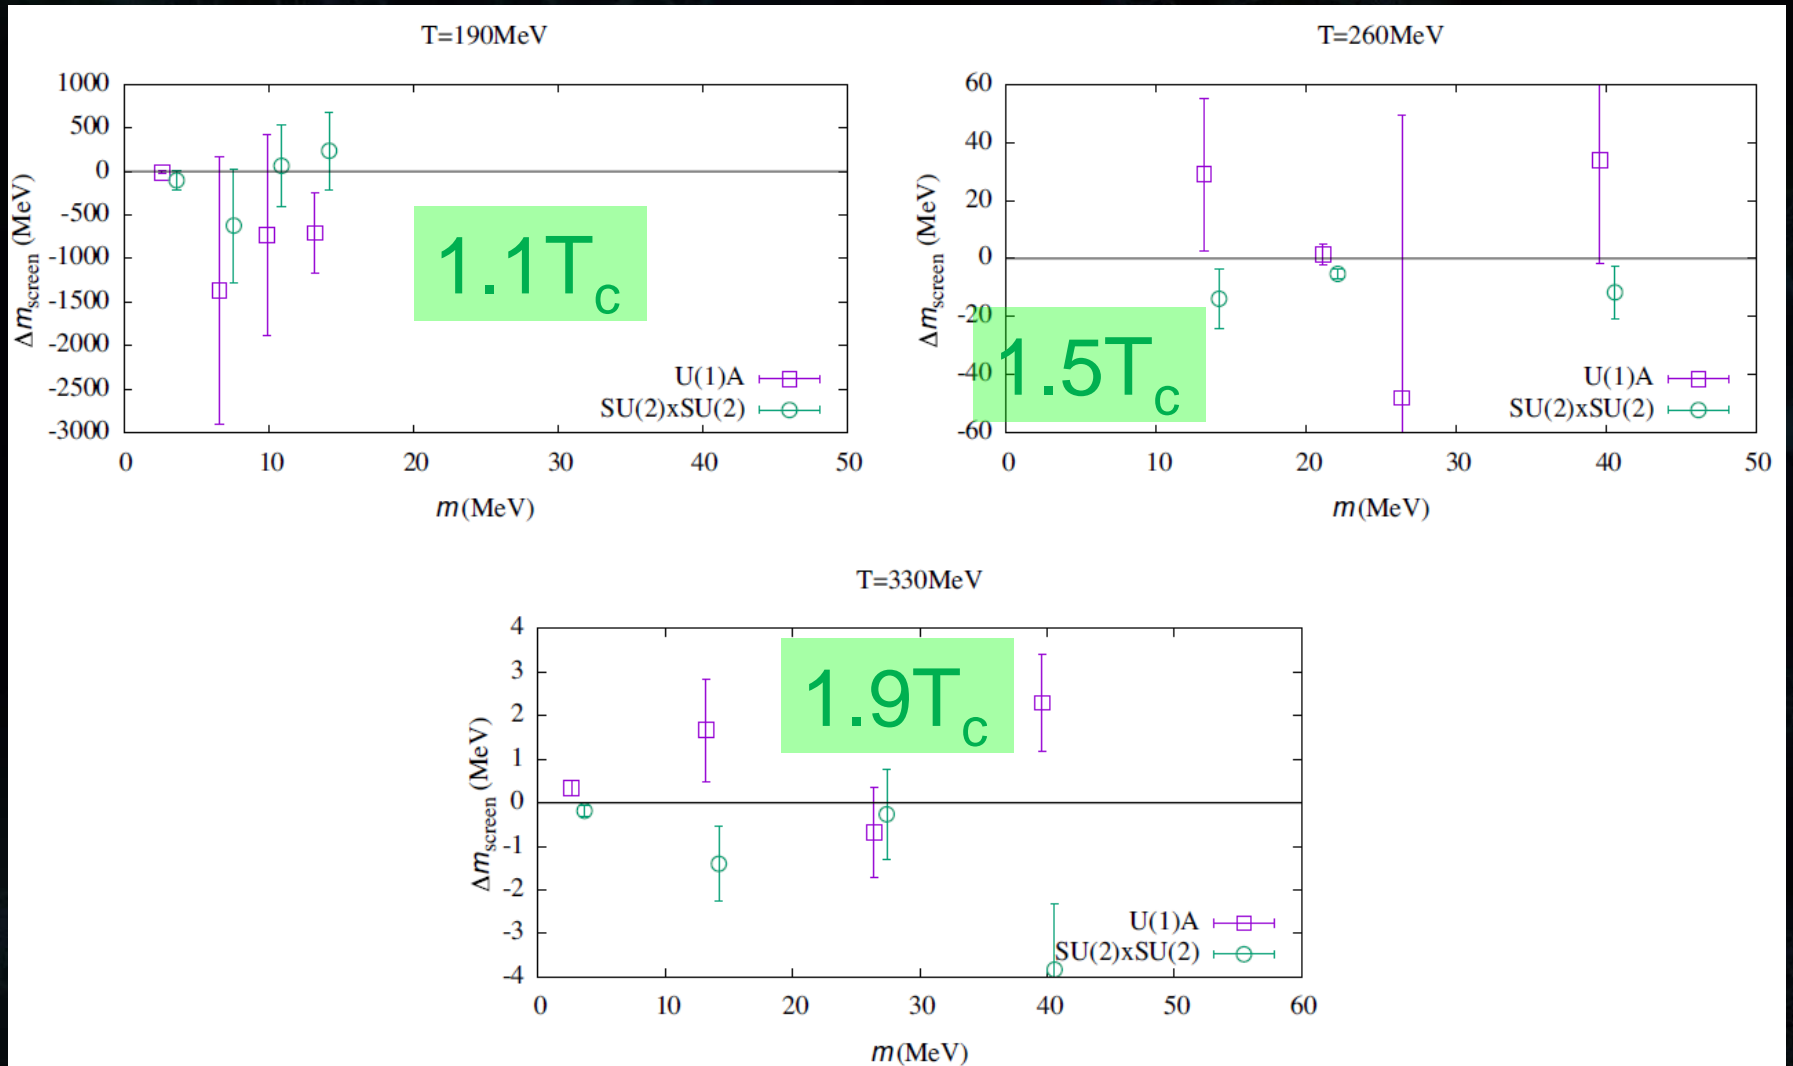 T=190MeV
1000
500
0
-500
-1000
-1500
-2000
-2500
-3000
Δm_screen (MeV)
1.1T_c
U(1)A
SU(2)xSU(2)
0 10 20 30 40 50
m(MeV)
T=260MeV
60
40
20
0
-20
-40
-60
Δm_screen (MeV)
1.5T_c
U(1)A
SU(2)xSU(2)
0 10 20 30 40 50
m(MeV)
T=330MeV
4
3
2
1
0
-1
-2
-3
-4
Δm_screen (MeV)
1.9T_c
U(1)A
SU(2)xSU(2)
0 10 20 30 40 50 60
m(MeV)